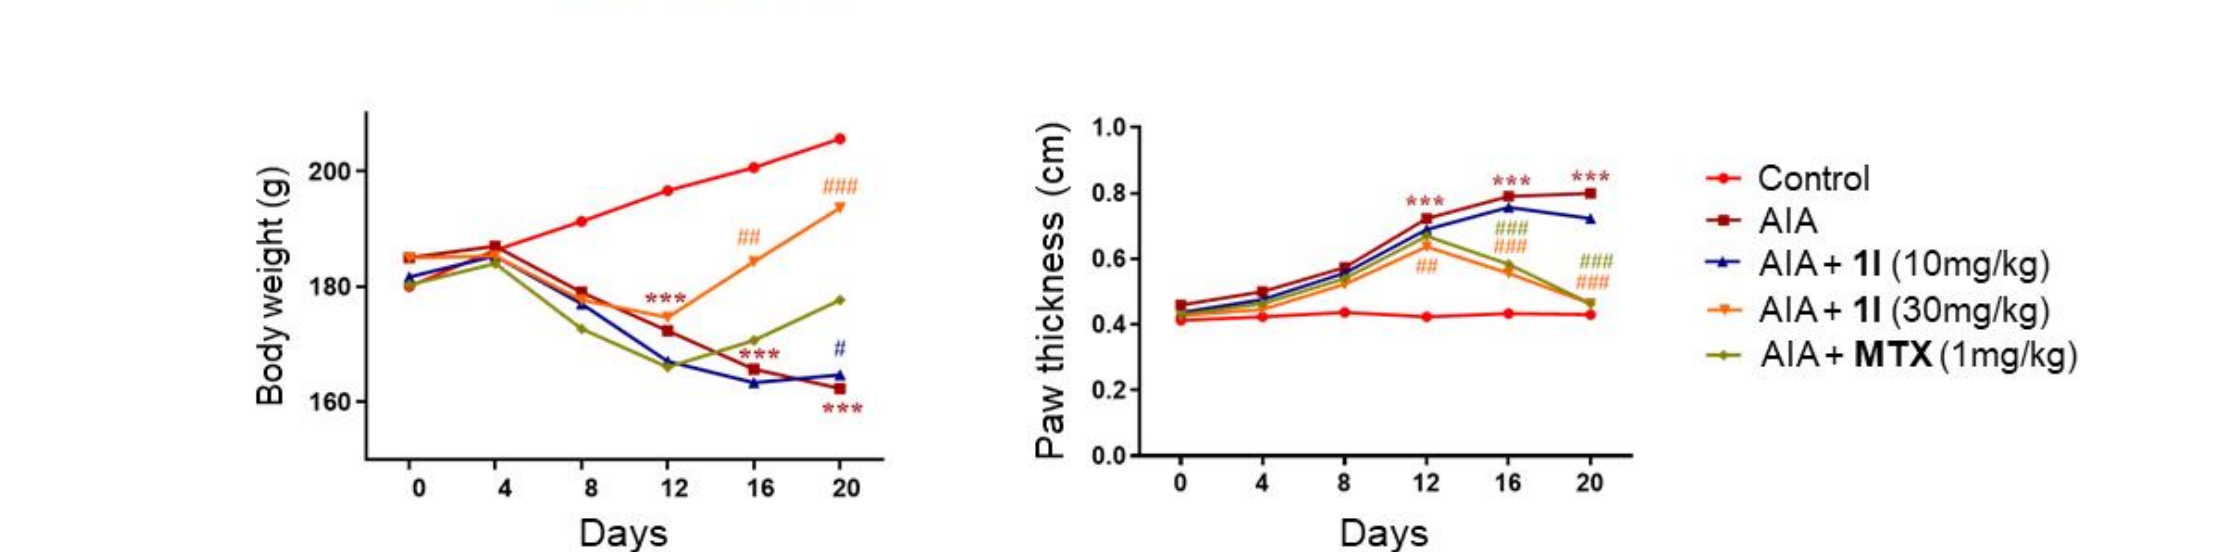 Body weight (g)
200
180
160
###
##
***
***
#
***
0 4 8 12 16 20
Days
Paw thickness (cm)
1.0
0.8
0.6
0.4
0.2
0.0
***
***
***
###
###
##
###
###
0 4 8 12 16 20
Days
Control
AIA
AIA + 1l (10mg/kg)
AIA + 1l (30mg/kg)
AIA + MTX (1mg/kg)